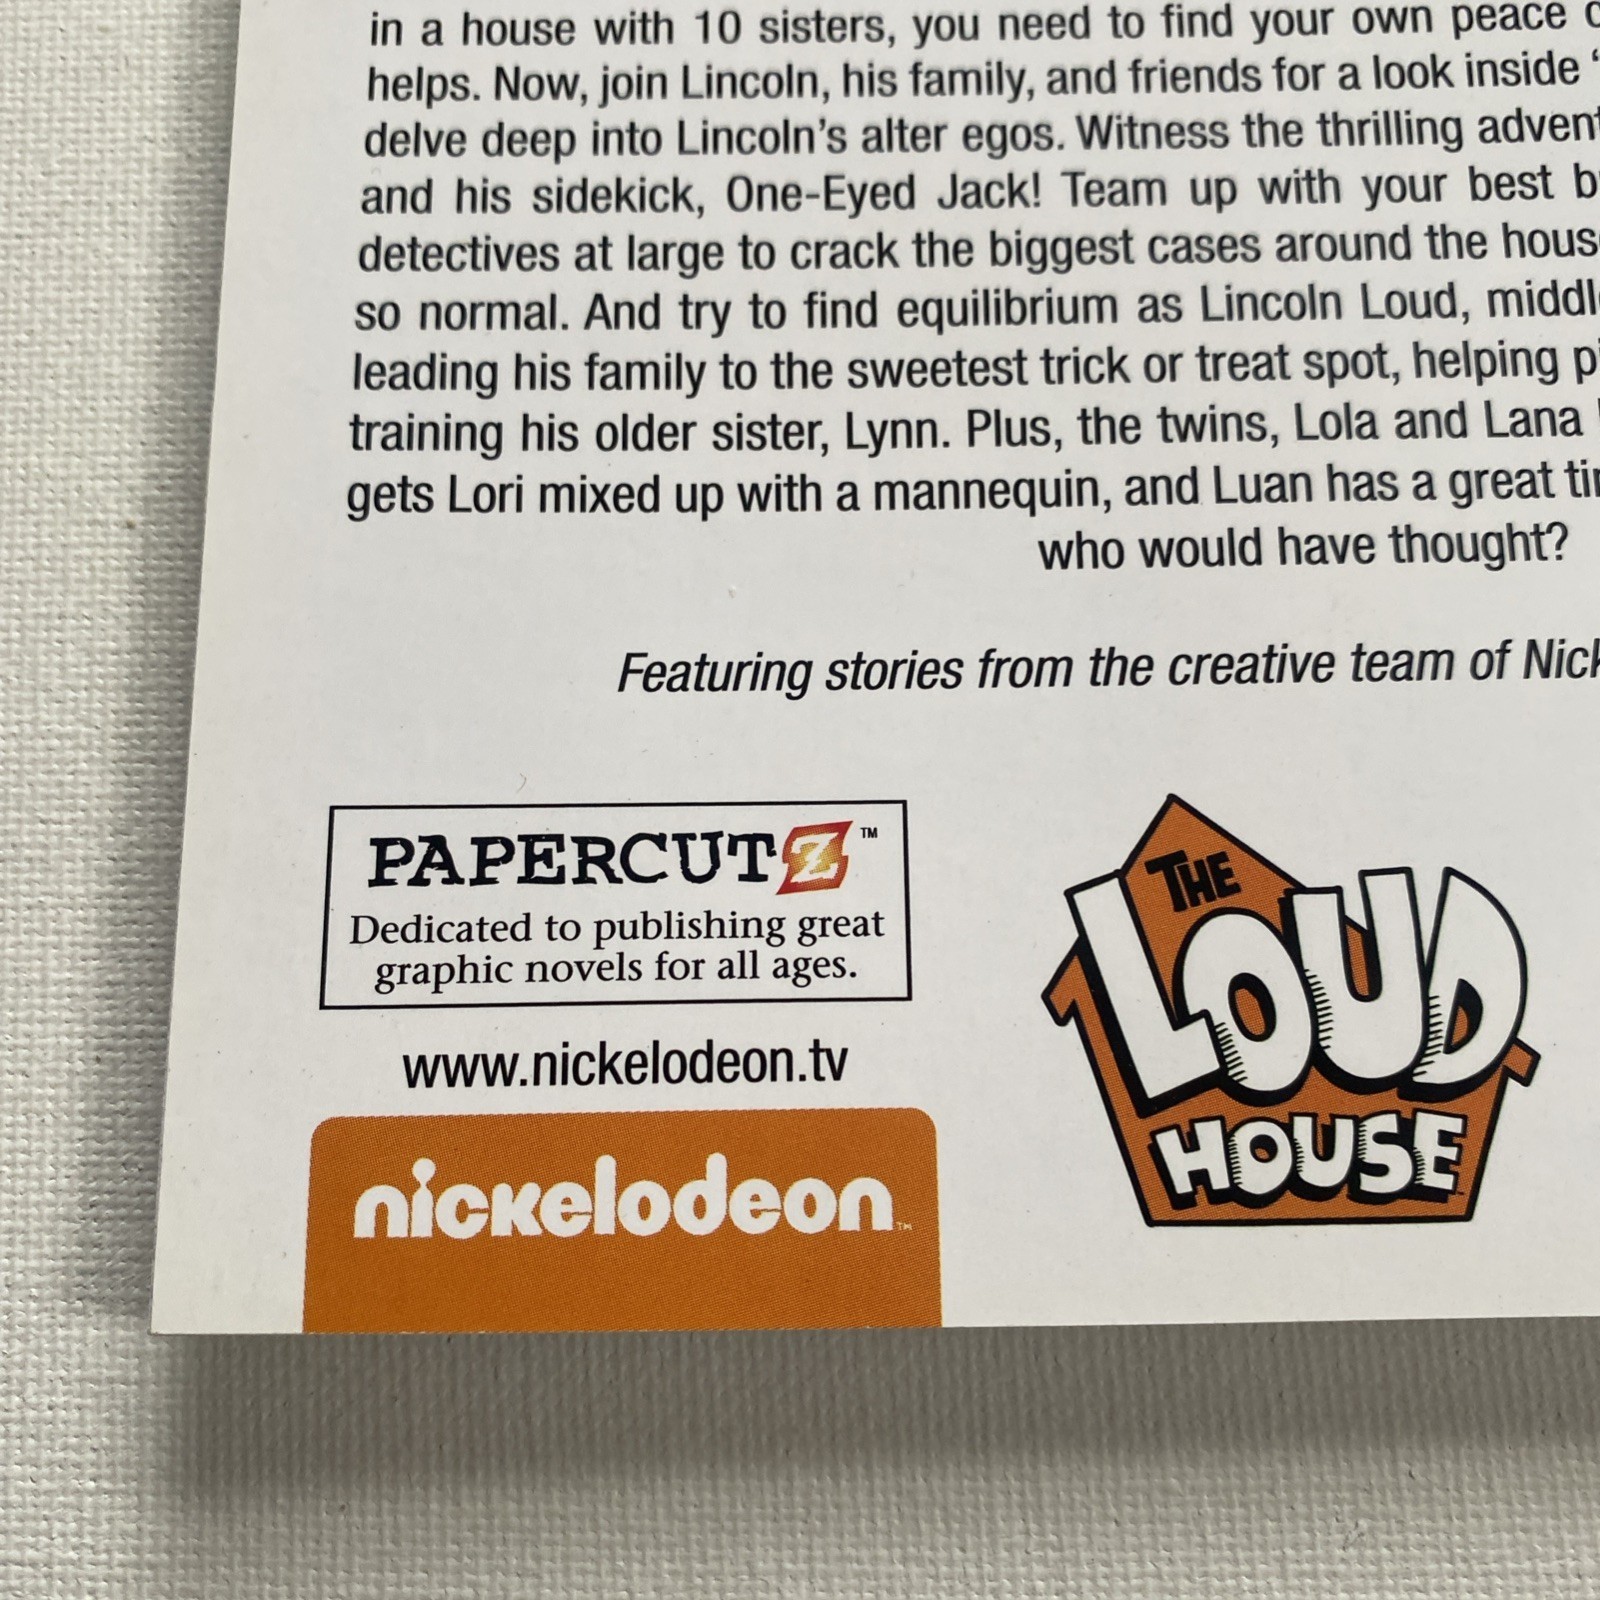 in a house with 10 sisters, you need to find your own peace
helps. Now, join Lincoln, his family, and friends for a look inside
delve deep into Lincoln's alter egos. Witness the thrilling
and his sidekick, One-Eyed Jack! Team up with your best
detectives at large to crack the biggest cases around the
so normal. And try to find equilibrium as Lincoln Loud,
leading his family to the sweetest trick or treat spot, helping
training his older sister, Lynn. Plus, the twins, Lola and Lana
gets Lori mixed up with a mannequin, and Luan has a great
who would have thought?
Featuring stories from the creative team of
PAPERCUTZ™
Dedicated to publishing great
graphic novels for all ages.
www.nickelodeon.tv
nickelodeon™
THE
LOUD
HOUSE